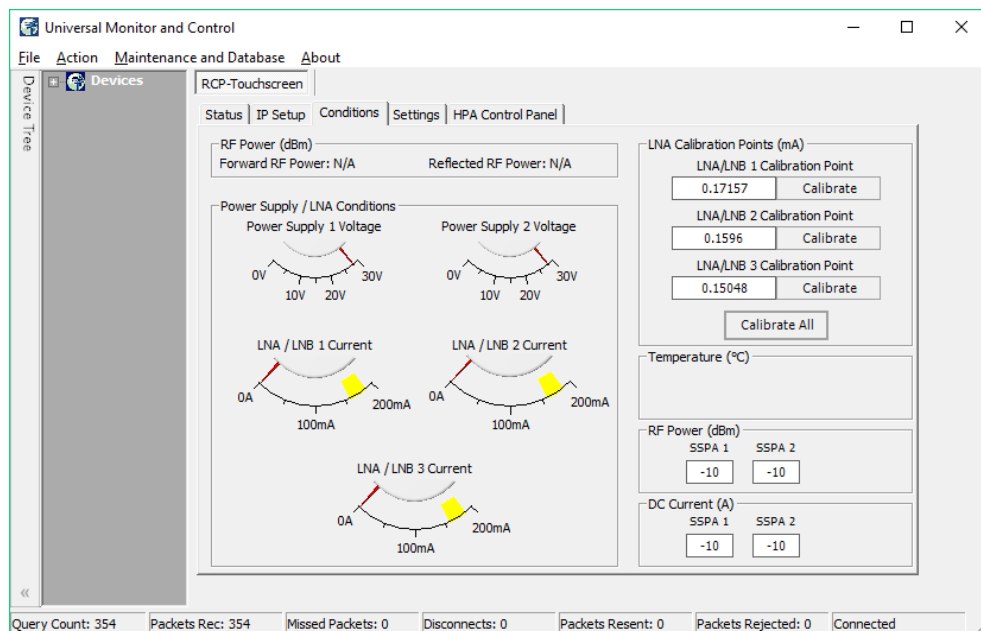 Universal Monitor and Control
File Action Maintenance and Database About
Device Tree
Devices
RCP-Touchscreen
Status IP Setup Conditions Settings HPA Control Panel
RF Power (dBm)
Forward RF Power: N/A Reflected RF Power: N/A
Power Supply / LNA Conditions
Power Supply 1 Voltage Power Supply 2 Voltage
0V 10V 20V 30V 0V 10V 20V 30V
LNA / LNB 1 Current LNA / LNB 2 Current
0A 100mA 200mA 0A 100mA 200mA
LNA / LNB 3 Current
0A 100mA 200mA
LNA Calibration Points (mA)
LNA/LNB 1 Calibration Point
0.17157 Calibrate
LNA/LNB 2 Calibration Point
0.1596 Calibrate
LNA/LNB 3 Calibration Point
0.15048 Calibrate
Calibrate All
Temperature (°C)
RF Power (dBm)
SSPA 1 SSPA 2
-10 -10
DC Current (A)
SSPA 1 SSPA 2
-10 -10
Query Count: 354 Packets Rec: 354 Missed Packets: 0 Disconnects: 0 Packets Resent: 0 Packets Rejected: 0 Connected